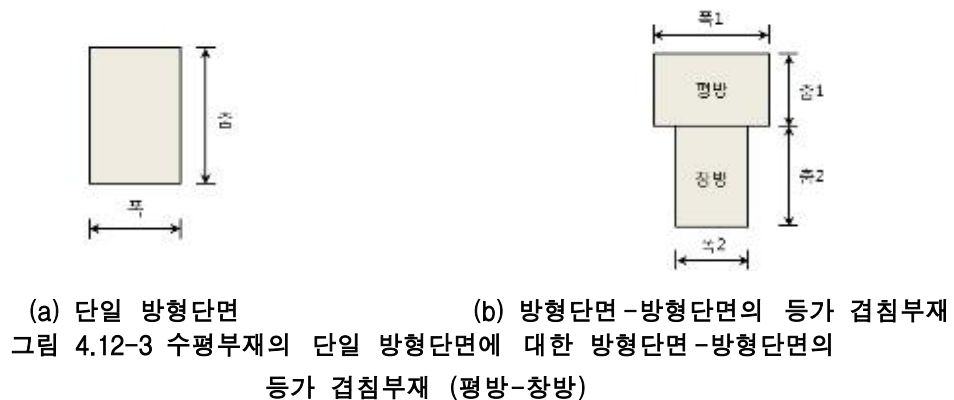 폭1
평방
춤1
춤
창방
춤2
폭
폭2
(a) 단일 방형단면
(b) 방형단면-방형단면의 등가 겹침부재
그림 4.12-3 수평부재의 단일 방형단면에 대한 방형단면-방형단면의
등가 겹침부재 (평방-창방)